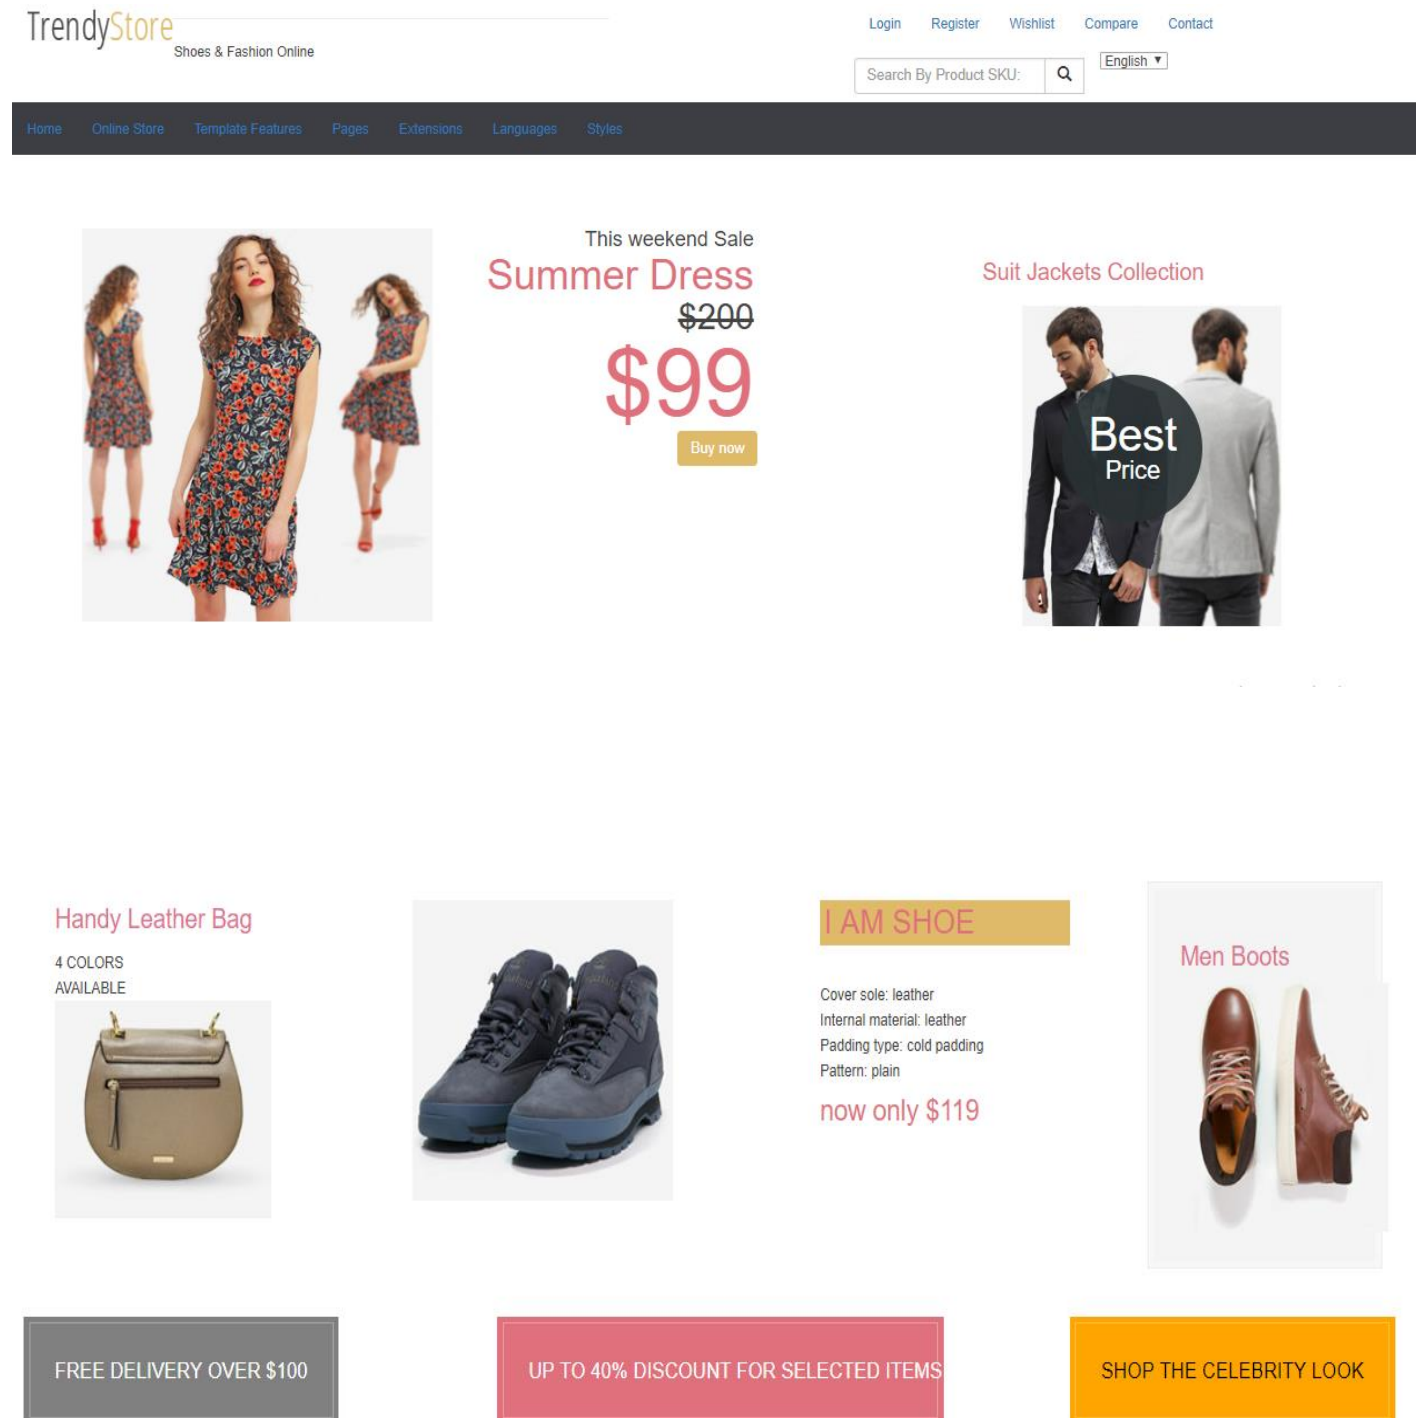 TrendyStore
Shoes & Fashion Online
Login Register Wishlist Compare Contact
Search By Product SKU:
English
Home Online Store Template Features Pages Extensions Languages Styles
This weekend Sale
Summer Dress
$200
$99
Buy now
Suit Jackets Collection
Best
Price
Handy Leather Bag
4 COLORS
AVAILABLE
I AM SHOE
Cover sole: leather
Internal material: leather
Padding type: cold padding
Pattern: plain
now only $119
Men Boots
FREE DELIVERY OVER $100
UP TO 40% DISCOUNT FOR SELECTED ITEMS
SHOP THE CELEBRITY LOOK